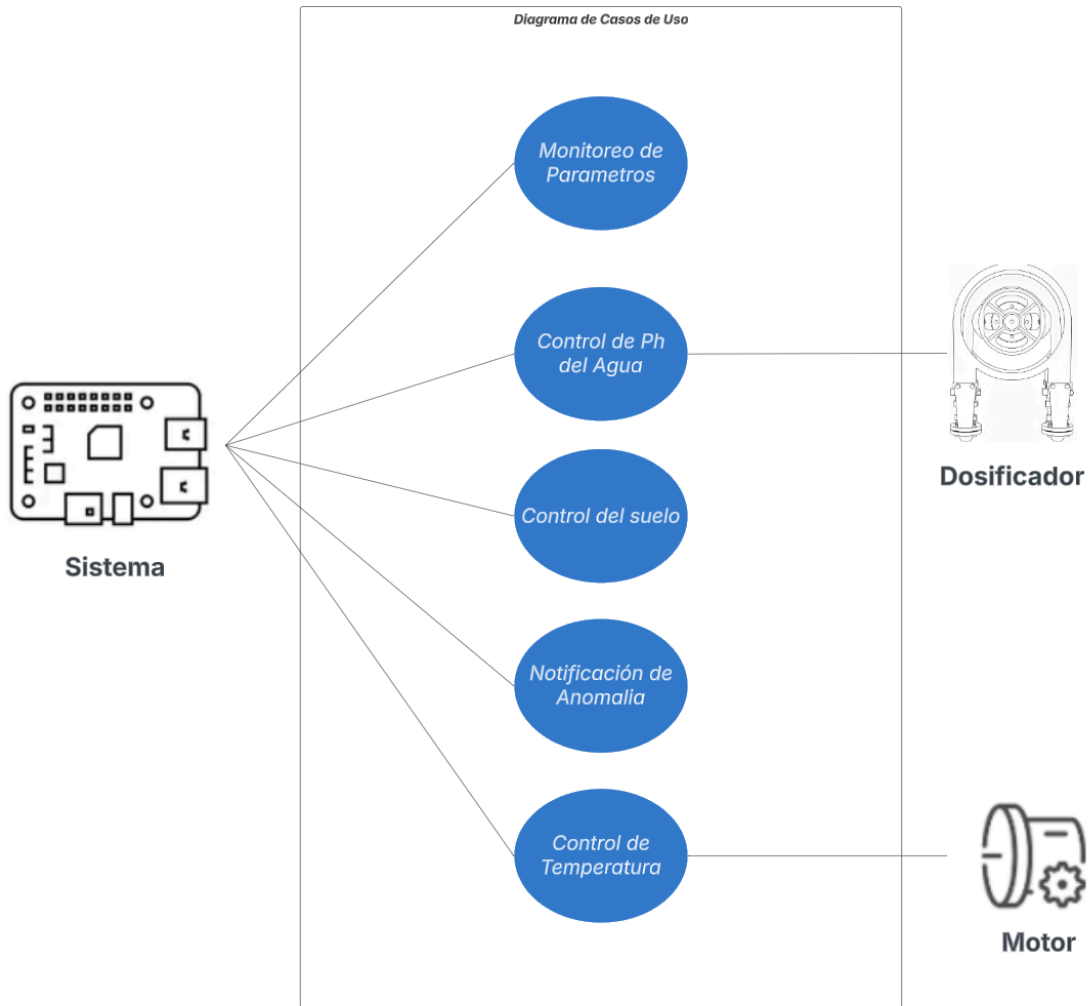 Diagrama de Casos de Uso
Monitoreo de
Parametros
Control de Ph
del Agua
Dosificador
Control del suelo
Sistema
Notificación de
Anomalia
Control de
Temperatura
Motor